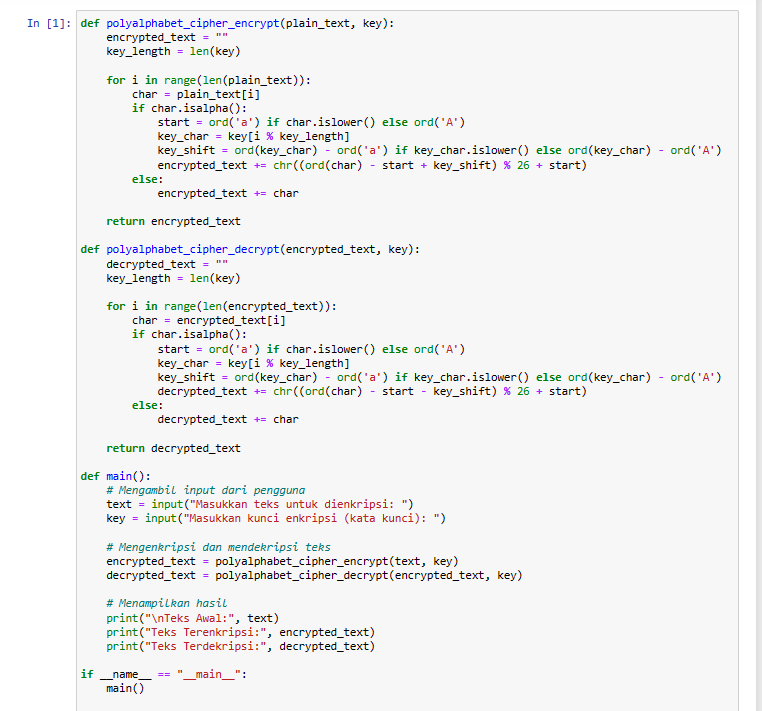 In [1]: def polyalphabet_cipher_encrypt(plain_text, key):
    encrypted_text = ""
    key_length = len(key)

    for i in range(len(plain_text)):
        char = plain_text[i]
        if char.isalpha():
            start = ord('a') if char.islower() else ord('A')
            key_char = key[i % key_length]
            key_shift = ord(key_char) - ord('a') if key_char.islower() else ord(key_char) - ord('A')
            encrypted_text += chr((ord(char) - start + key_shift) % 26 + start)
        else:
            encrypted_text += char

    return encrypted_text

def polyalphabet_cipher_decrypt(encrypted_text, key):
    decrypted_text = ""
    key_length = len(key)

    for i in range(len(encrypted_text)):
        char = encrypted_text[i]
        if char.isalpha():
            start = ord('a') if char.islower() else ord('A')
            key_char = key[i % key_length]
            key_shift = ord(key_char) - ord('a') if key_char.islower() else ord(key_char) - ord('A')
            decrypted_text += chr((ord(char) - start - key_shift) % 26 + start)
        else:
            decrypted_text += char

    return decrypted_text

def main():
    # Mengambil input dari pengguna
    text = input("Masukkan teks untuk dienkripsi: ")
    key = input("Masukkan kunci enkripsi (kata kunci): ")

    # Mengenkripsi dan mendekripsi teks
    encrypted_text = polyalphabet_cipher_encrypt(text, key)
    decrypted_text = polyalphabet_cipher_decrypt(encrypted_text, key)

    # Menampilkan hasil
    print("\nTeks Awal:", text)
    print("Teks Terenkripsi:", encrypted_text)
    print("Teks Terdekripsi:", decrypted_text)

if __name__ == "__main__":
    main()